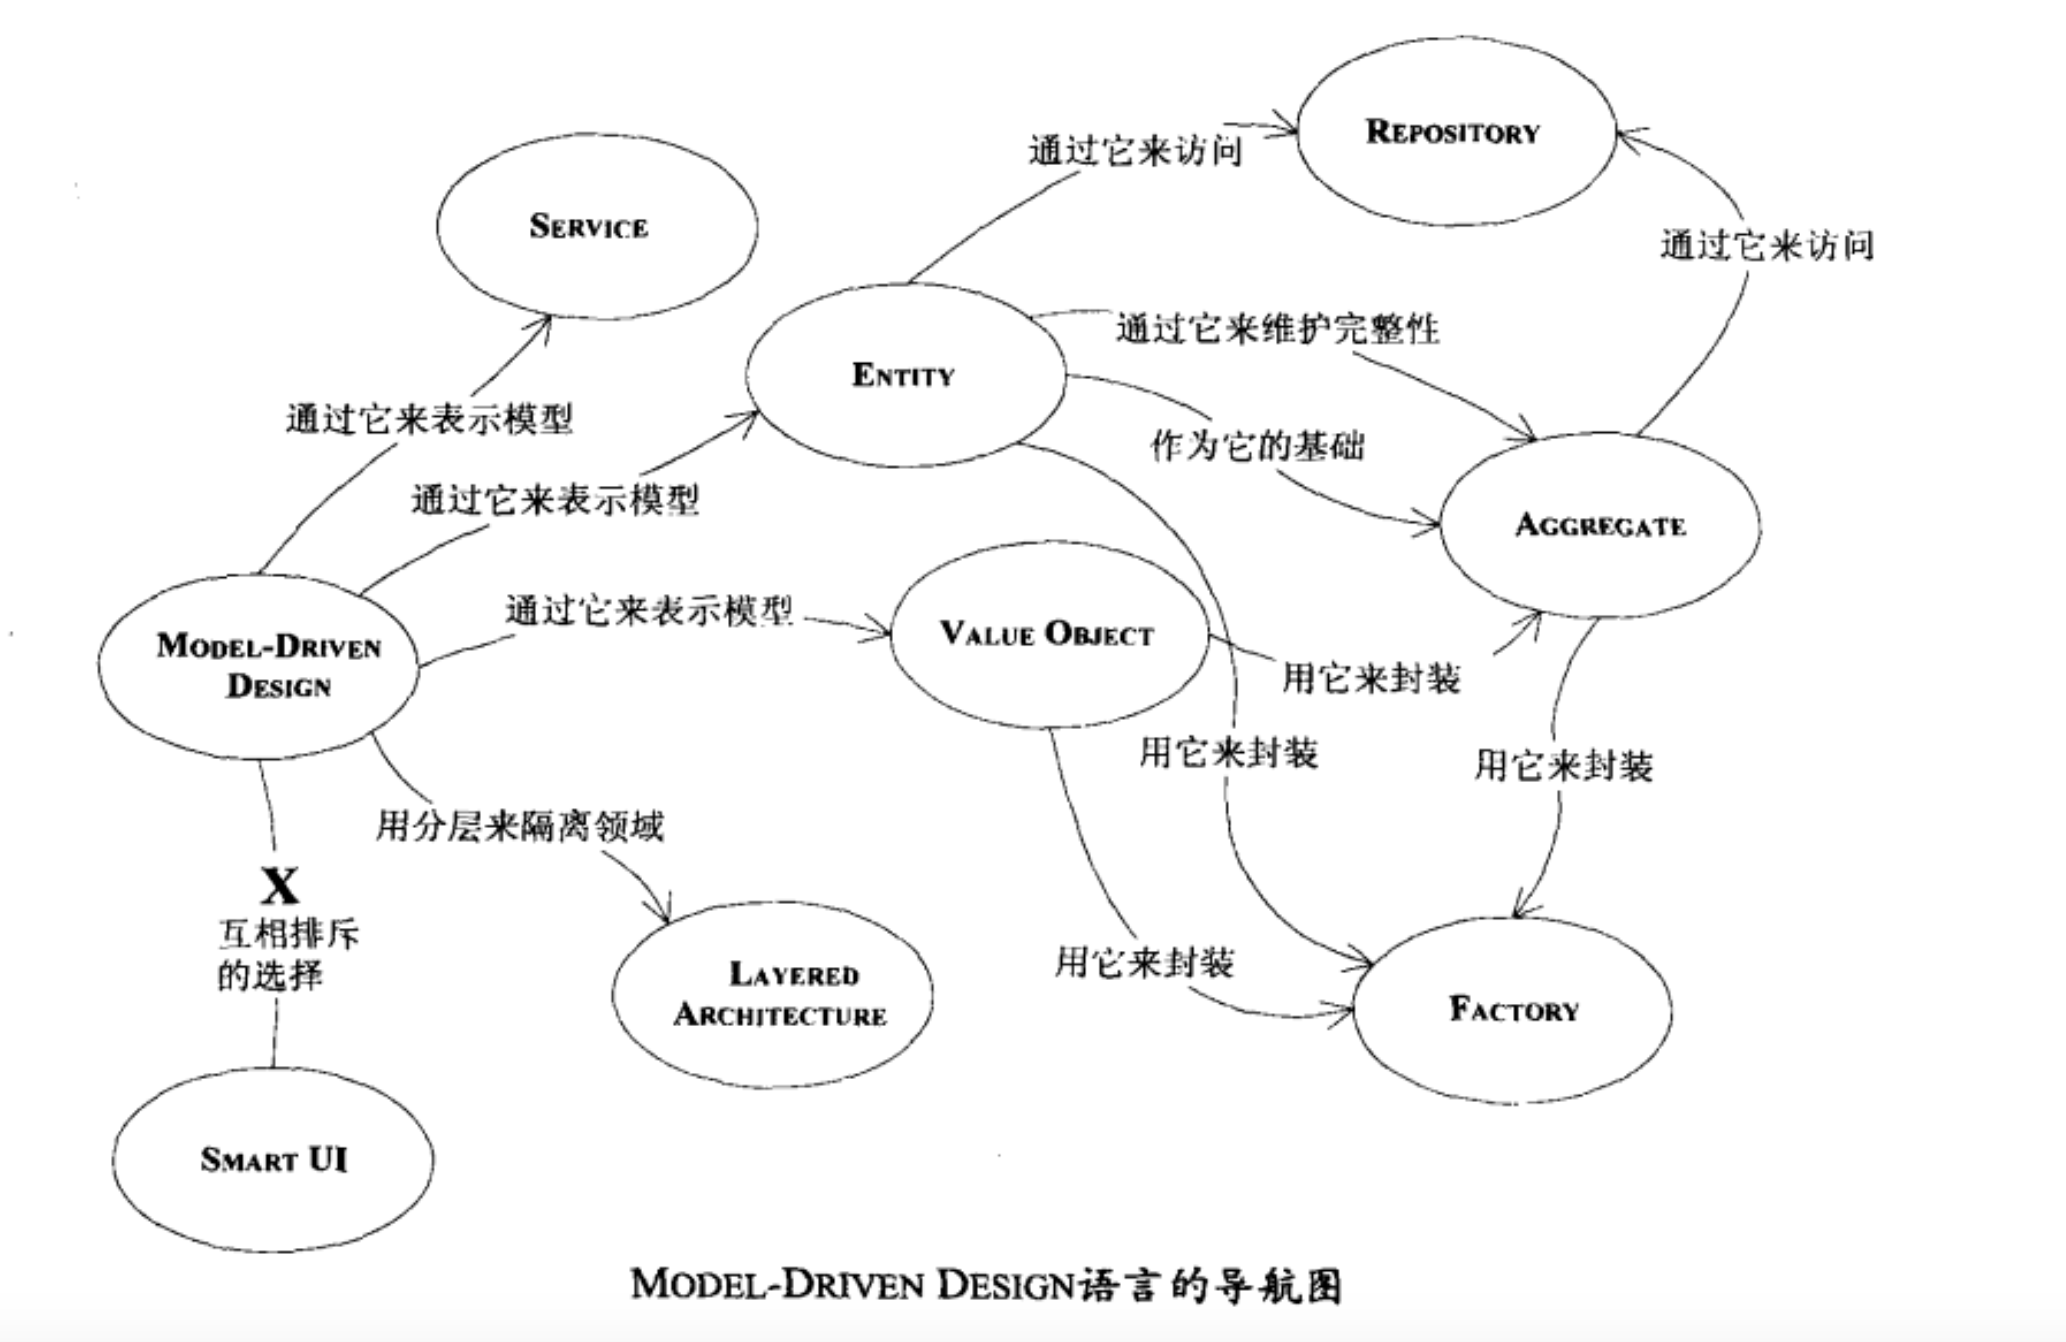 REPOSITORY
通过它来访问
SERVICE
通过它来访问
通过它来维护完整性
ENTITY
通过它来表示模型
作为它的基础
通过它来表示模型
AGGREGATE
通过它来表示模型
VALUE OBJECT
MODEL-DRIVEN
DESIGN
用它来封装
用它来封装
用它来封装
用分层来隔离领域
X
互相排斥
的选择
用它来封装
LAYERED
ARCHITECTURE
FACTORY
SMART UI
MODEL-DRIVEN DESIGN语言的导航图